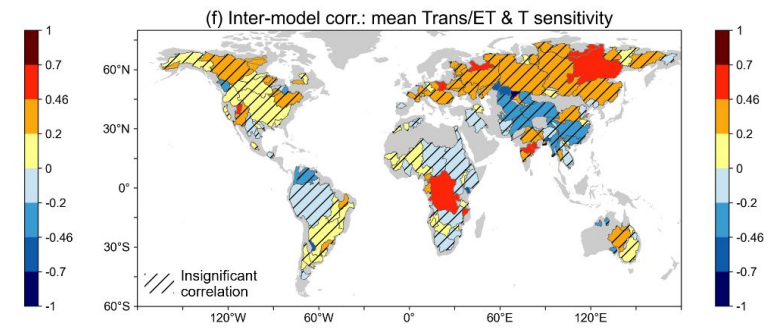 (f) Inter-model corr.: mean Trans/ET & T sensitivity
1
0.7
0.46
0.2
0
-0.2
-0.46
-0.7
-1
60°N
30°N
0°
30°S
60°S
Insignificant
correlation
120°W 60°W 0° 60°E 120°E
1
0.7
0.46
0.2
0
-0.2
-0.46
-0.7
-1